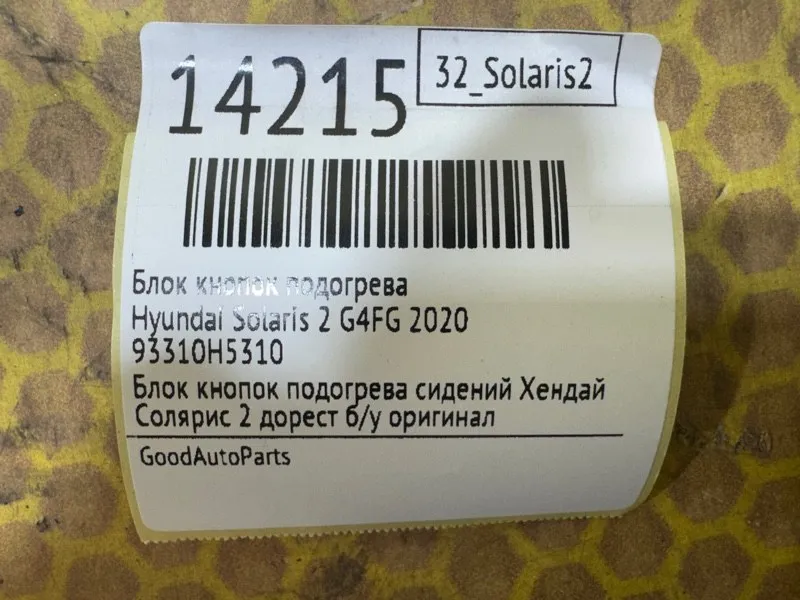 14215
32_Solaris2
Блок кнопок подогрева
Hyundai Solaris 2 G4FG 2020
93310H5310
Блок кнопок подогрева сидений Хендай
Солярис 2 дорест б/у оригинал
GoodAutoParts